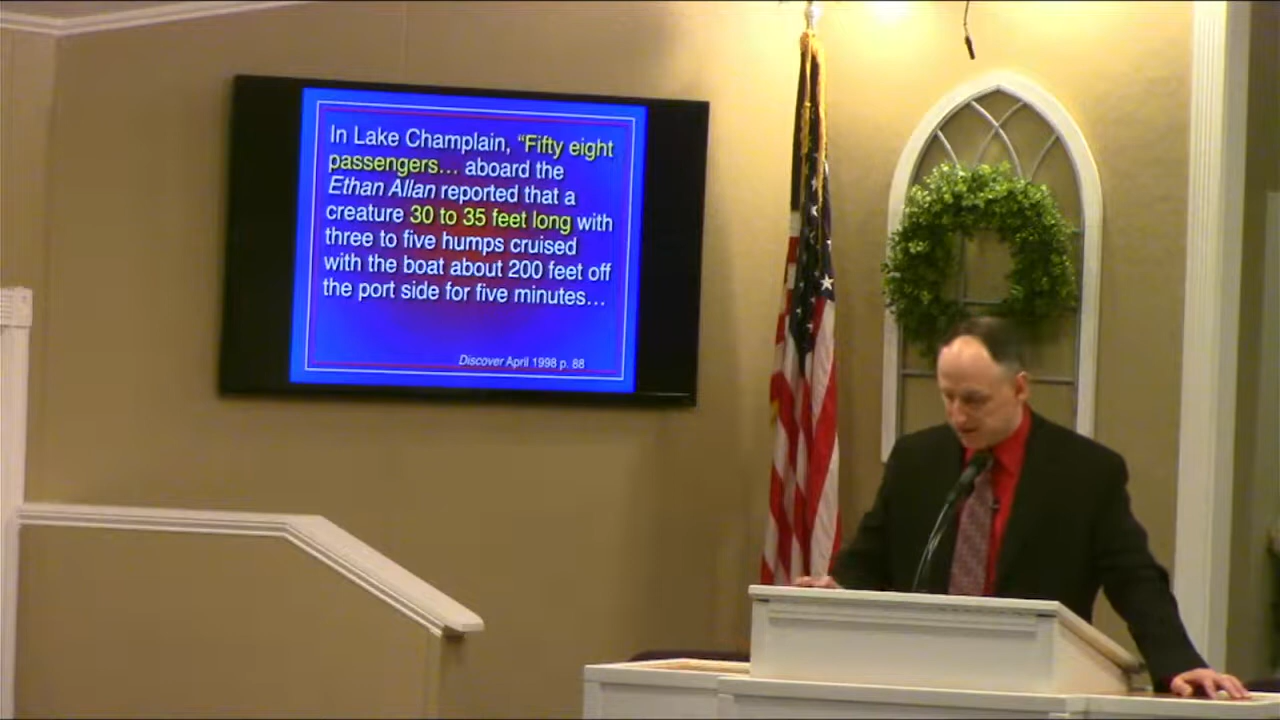 In Lake Champlain, “Fifty eight
passengers… aboard the
Ethan Allan reported that a
creature 30 to 35 feet long with
three to five humps cruised
with the boat about 200 feet off
the port side for five minutes…
Discover April 1998 p. 88